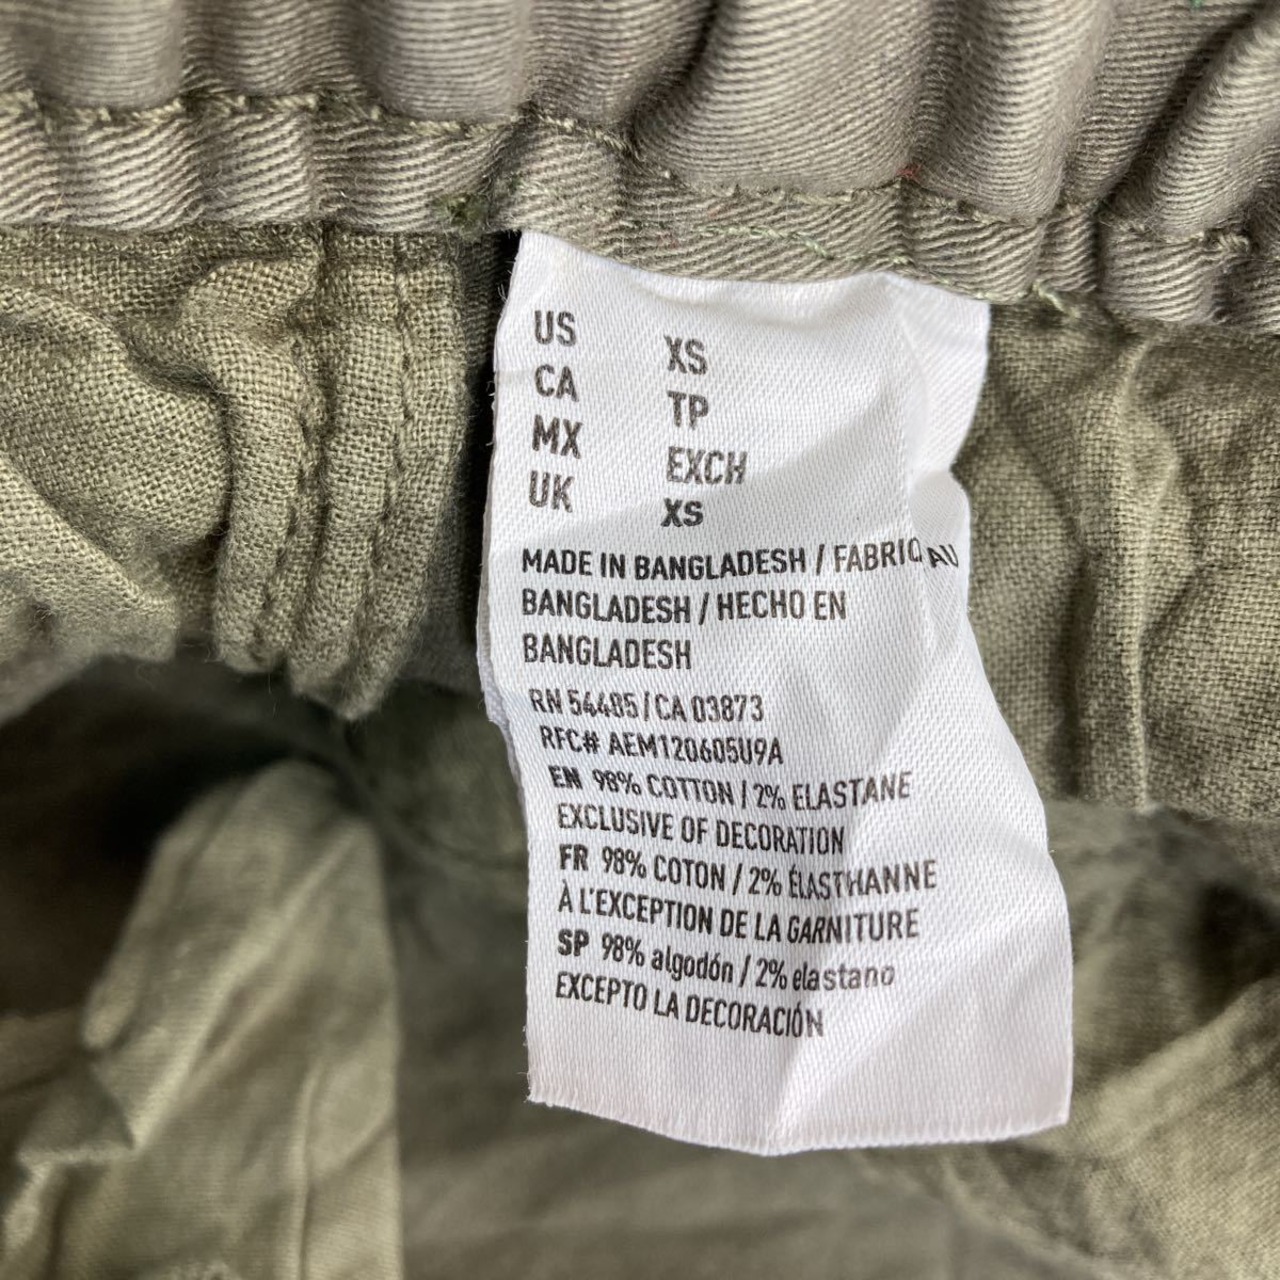 US XS
CA TP
MX EXCH
UK XS
MADE IN BANGLADESH / FABRIQ AU
BANGLADESH / HECHO EN
BANGLADESH
RN 54485 / CA 03873
RFC# AEM120605U9A
EN 98% COTTON / 2% ELASTANE
EXCLUSIVE OF DECORATION
FR 98% COTON / 2% ÉLASTHANNE
À L'EXCEPTION DE LA GARNITURE
SP 98% algodón / 2% elastano
EXCEPTO LA DECORACIÓN